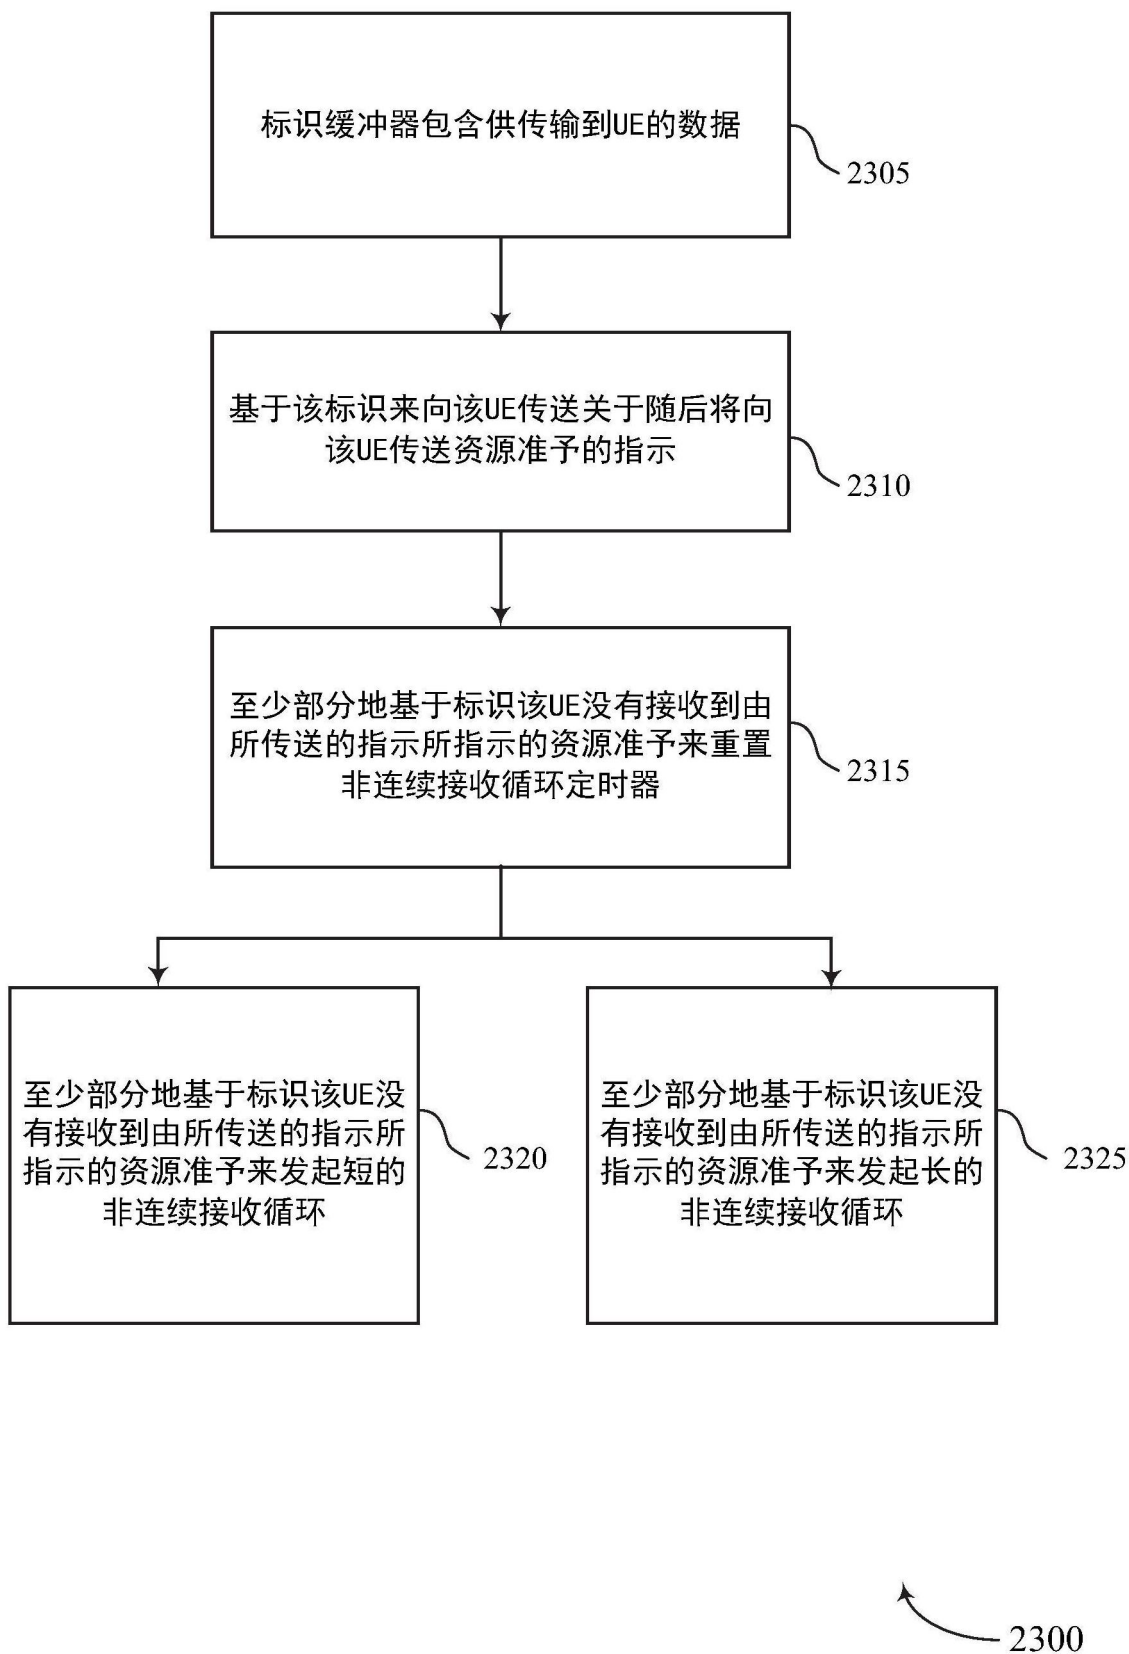 标识缓冲器包含供传输到UE的数据
2305
基于该标识来向该UE传送关于随后将向
该UE传送资源准予的指示
2310
至少部分地基于标识该UE没有接收到由
所传送的指示所指示的资源准予来重置
非连续接收循环定时器
2315
至少部分地基于标识该UE没
有接收到由所传送的指示所
指示的资源准予来发起短的
非连续接收循环
2320
至少部分地基于标识该UE没
有接收到由所传送的指示所
指示的资源准予来发起长的
非连续接收循环
2325
2300